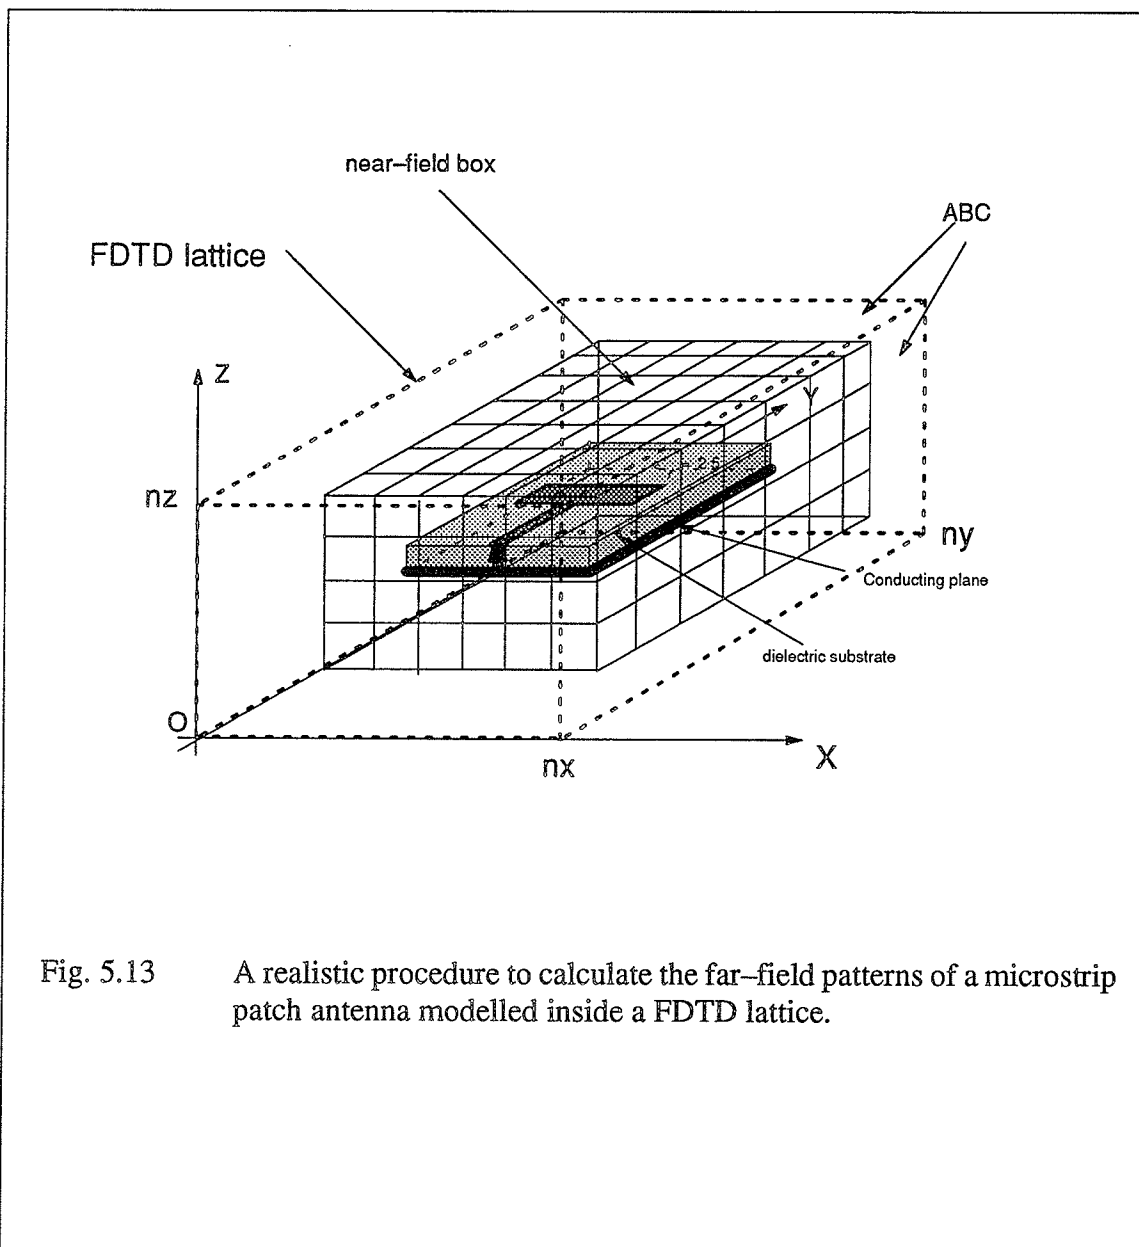 near–field box
ABC
FDTD lattice
Z
Y
nz
ny
Conducting plane
dielectric substrate
O
X
nx
Fig. 5.13 A realistic procedure to calculate the far–field patterns of a microstrip
patch antenna modelled inside a FDTD lattice.